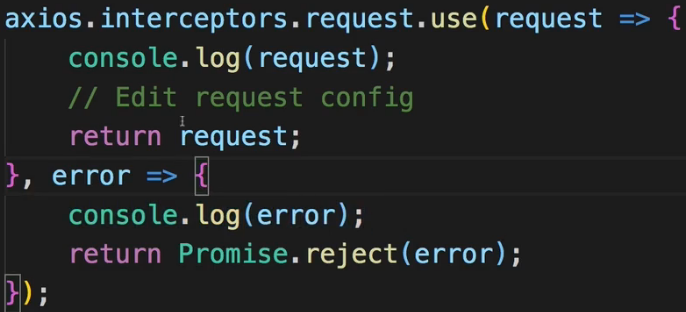 axios.interceptors.request.use(request => {
    console.log(request);
    // Edit request config
    return request;
}, error => {
    console.log(error);
    return Promise.reject(error);
});